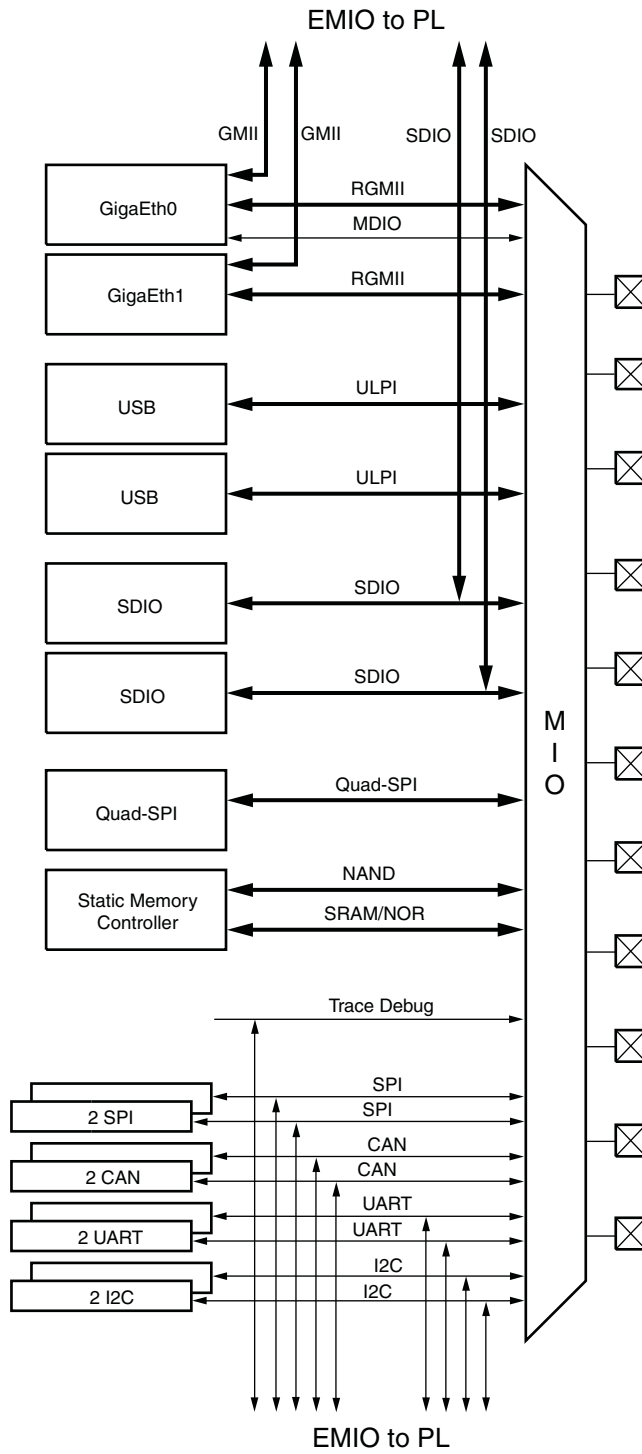 EMIO to PL
GMII
GMII
SDIO
SDIO
GigaEth0
RGMII
MDIO
GigaEth1
RGMII
USB
ULPI
USB
ULPI
SDIO
SDIO
SDIO
SDIO
M
I
O
Quad-SPI
Quad-SPI
Static Memory
Controller
NAND
SRAM/NOR
Trace Debug
SPI
2 SPI
SPI
CAN
2 CAN
CAN
UART
2 UART
UART
I2C
2 I2C
I2C
EMIO to PL